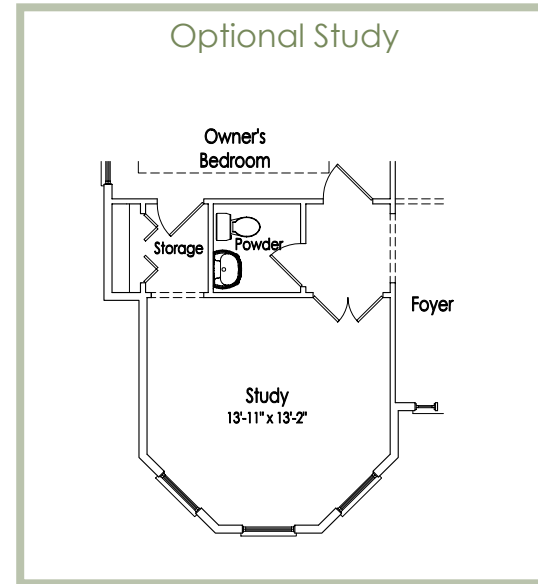 Optional Study
Owner's
Bedroom
Storage
Powder
Foyer
Study
13'-11" x 13'-2"